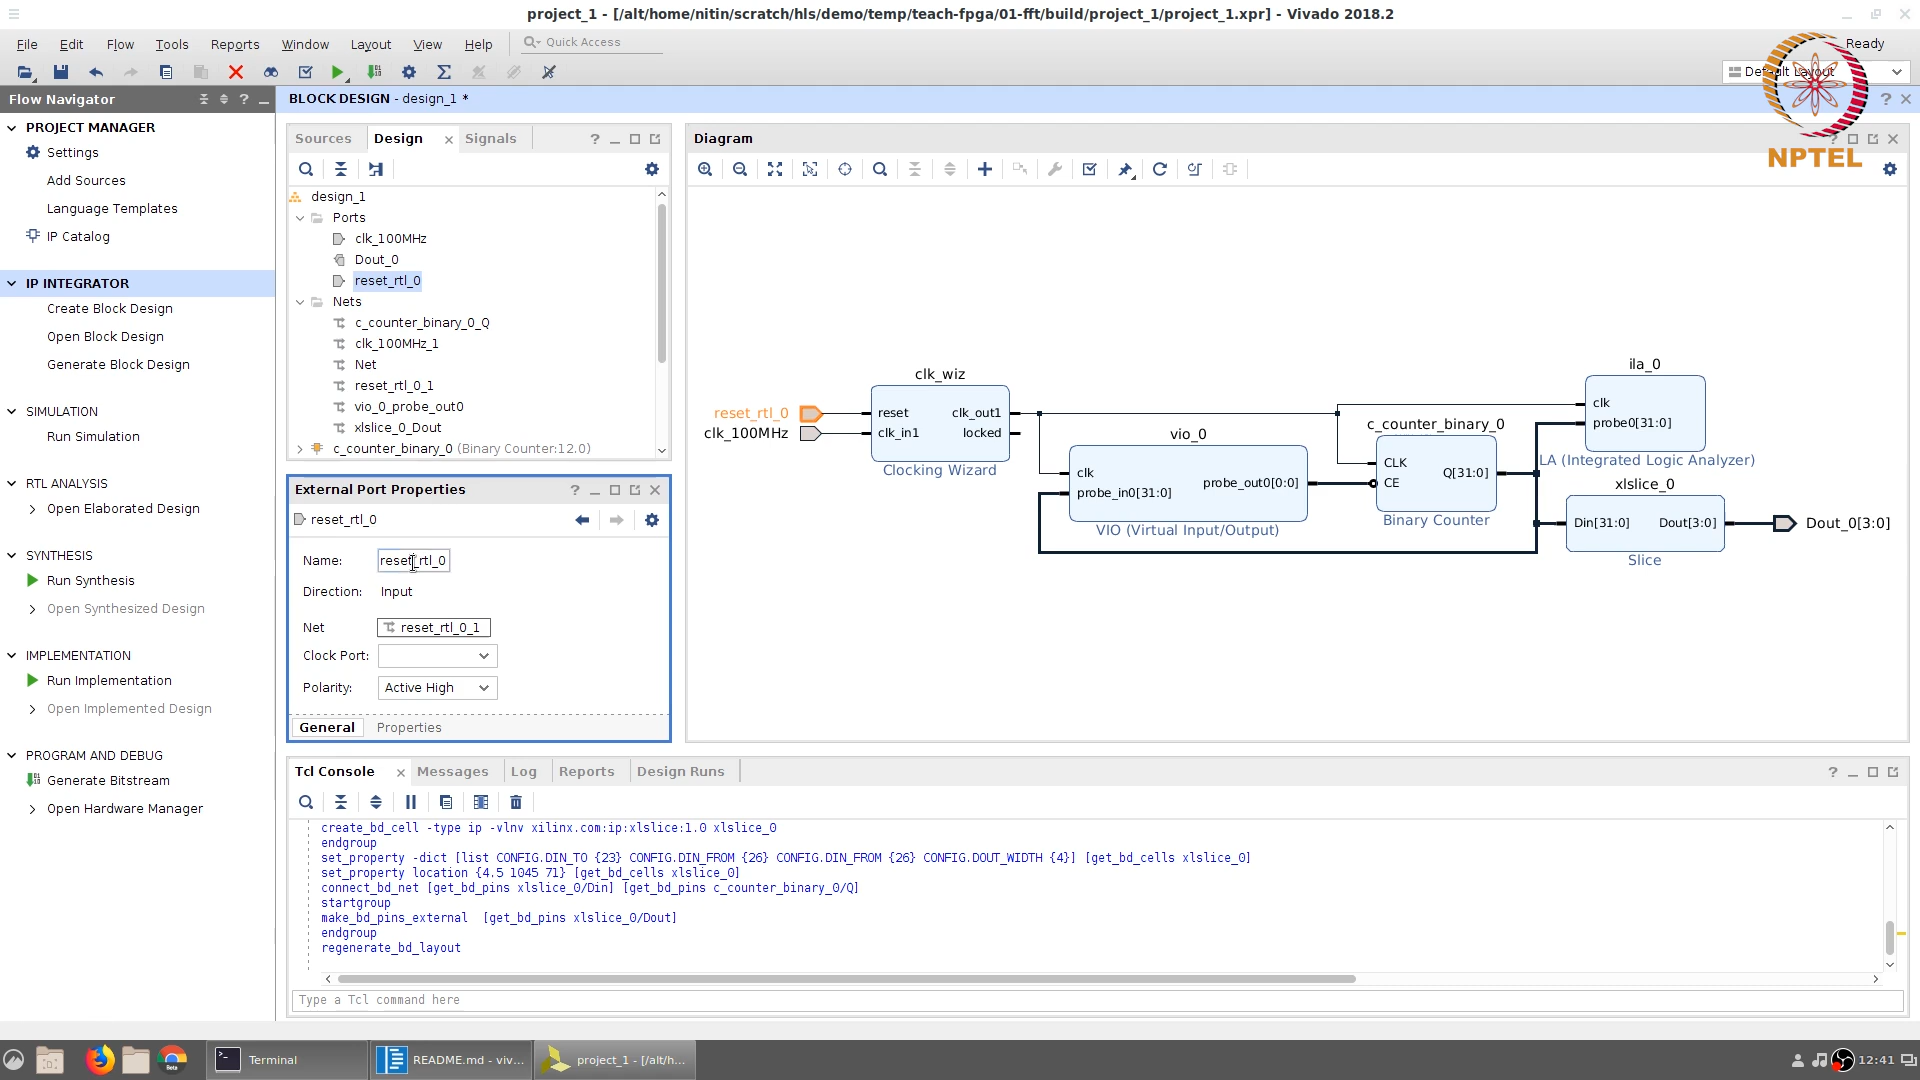 project_1 - [/alt/home/nitin/scratch/hls/demo/temp/teach-fpga/01-fft/build/project_1/project_1.xpr] - Vivado 2018.2
File Edit Flow Tools Reports Window Layout View Help Quick Access Ready
Default Layout
NPTEL
Flow Navigator
PROJECT MANAGER
Settings
Add Sources
Language Templates
IP Catalog
IP INTEGRATOR
Create Block Design
Open Block Design
Generate Block Design
SIMULATION
Run Simulation
RTL ANALYSIS
Open Elaborated Design
SYNTHESIS
Run Synthesis
Open Synthesized Design
IMPLEMENTATION
Run Implementation
Open Implemented Design
PROGRAM AND DEBUG
Generate Bitstream
Open Hardware Manager
BLOCK DESIGN - design_1 *
Sources Design Signals
design_1
Ports
clk_100MHz
Dout_0
reset_rtl_0
Nets
c_counter_binary_0_Q
clk_100MHz_1
Net
reset_rtl_0_1
vio_0_probe_out0
xlslice_0_Dout
c_counter_binary_0 (Binary Counter:12.0)
External Port Properties
reset_rtl_0
Name: reset_rtl_0
Direction: Input
Net reset_rtl_0_1
Clock Port:
Polarity: Active High
General Properties
Diagram
reset_rtl_0
clk_100MHz
clk_wiz
reset clk_out1
clk_in1 locked
Clocking Wizard
vio_0
clk
probe_in0[31:0] probe_out0[0:0]
VIO (Virtual Input/Output)
c_counter_binary_0
CLK
CE Q[31:0]
Binary Counter
ila_0
clk
probe0[31:0]
LA (Integrated Logic Analyzer)
xlslice_0
Din[31:0] Dout[3:0]
Slice
Dout_0[3:0]
Tcl Console Messages Log Reports Design Runs
create_bd_cell -type ip -vlnv xilinx.com:ip:xlslice:1.0 xlslice_0
endgroup
set_property -dict [list CONFIG.DIN_TO {23} CONFIG.DIN_FROM {26} CONFIG.DIN_FROM {26} CONFIG.DOUT_WIDTH {4}] [get_bd_cells xlslice_0]
set_property location {4.5 1045 71} [get_bd_cells xlslice_0]
connect_bd_net [get_bd_pins xlslice_0/Din] [get_bd_pins c_counter_binary_0/Q]
startgroup
make_bd_pins_external [get_bd_pins xlslice_0/Dout]
endgroup
regenerate_bd_layout
Type a Tcl command here
Terminal README.md - viv... project_1 - [/alt/h... 12:41